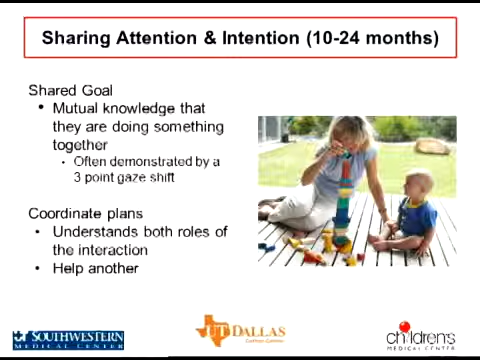 Sharing Attention & Intention (10-24 months)
Shared Goal
• Mutual knowledge that
they are doing something
together
• Often demonstrated by a
3 point gaze shift
Coordinate plans
• Understands both roles of
the interaction
• Help another
SOUTHWESTERN
MEDICAL CENTER
UT DALLAS
children's
MEDICAL CENTER